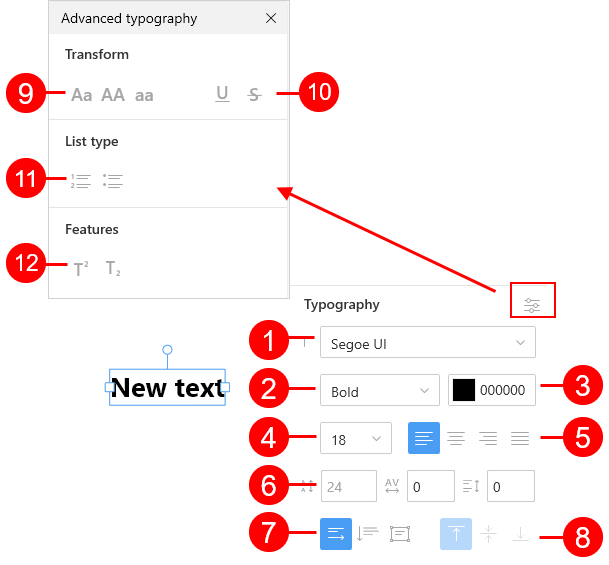 Advanced typography
Transform
9 Aa AA aa U S 10
List type
11
Features
12 T² T₂
Typography
1 Segoe UI
New text
2 Bold 000000 3
4 18 5
6 24 AV 0 0
7 8